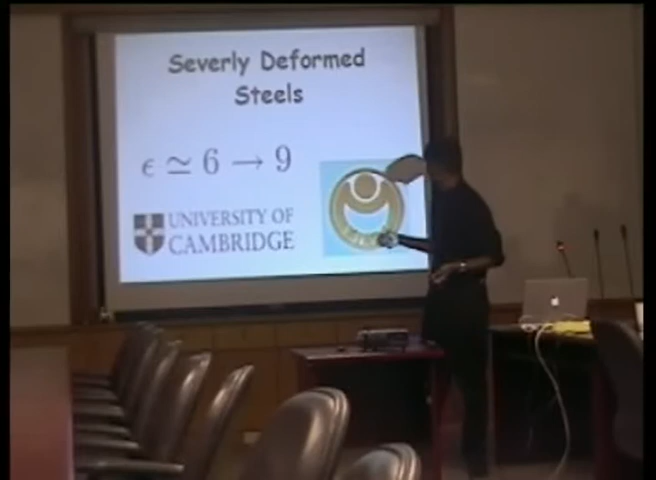 Severly Deformed
Steels
ϵ ≃ 6 → 9
UNIVERSITY OF
CAMBRIDGE